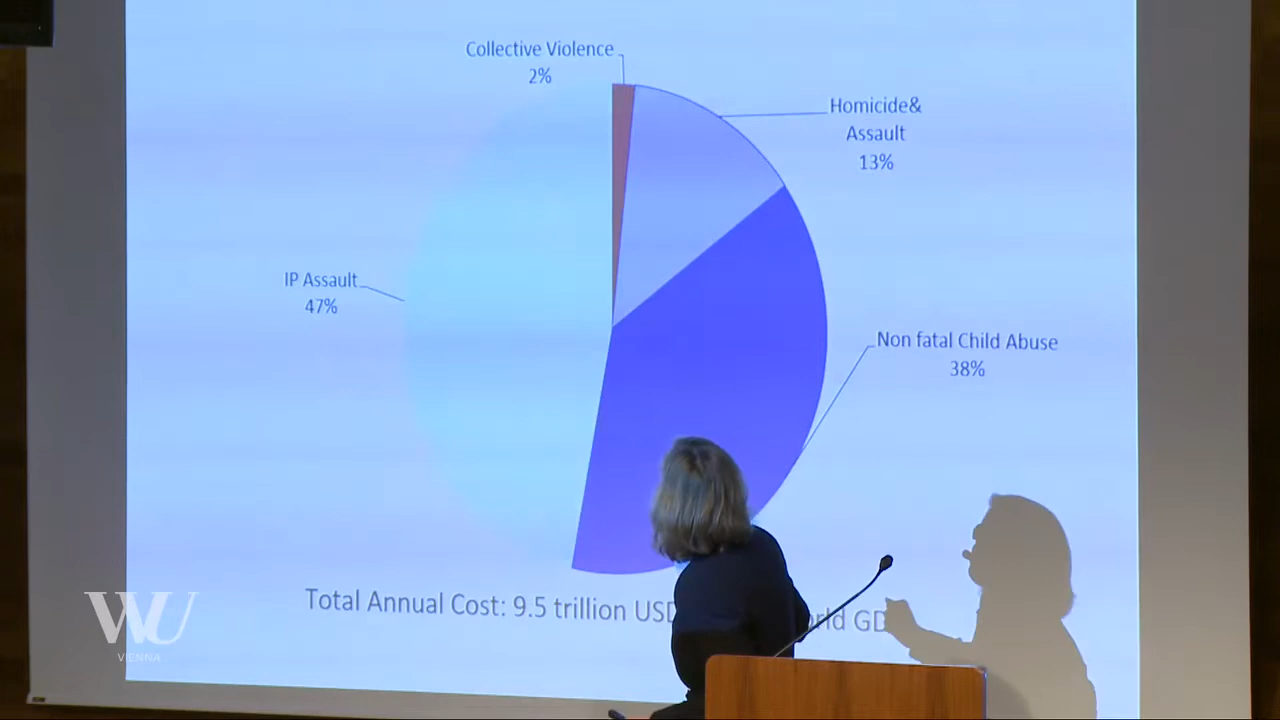 Collective Violence
2%
Homicide&
Assault
13%
IP Assault
47%
Non fatal Child Abuse
38%
Total Annual Cost: 9.5 trillion USD
WU
VIENNA